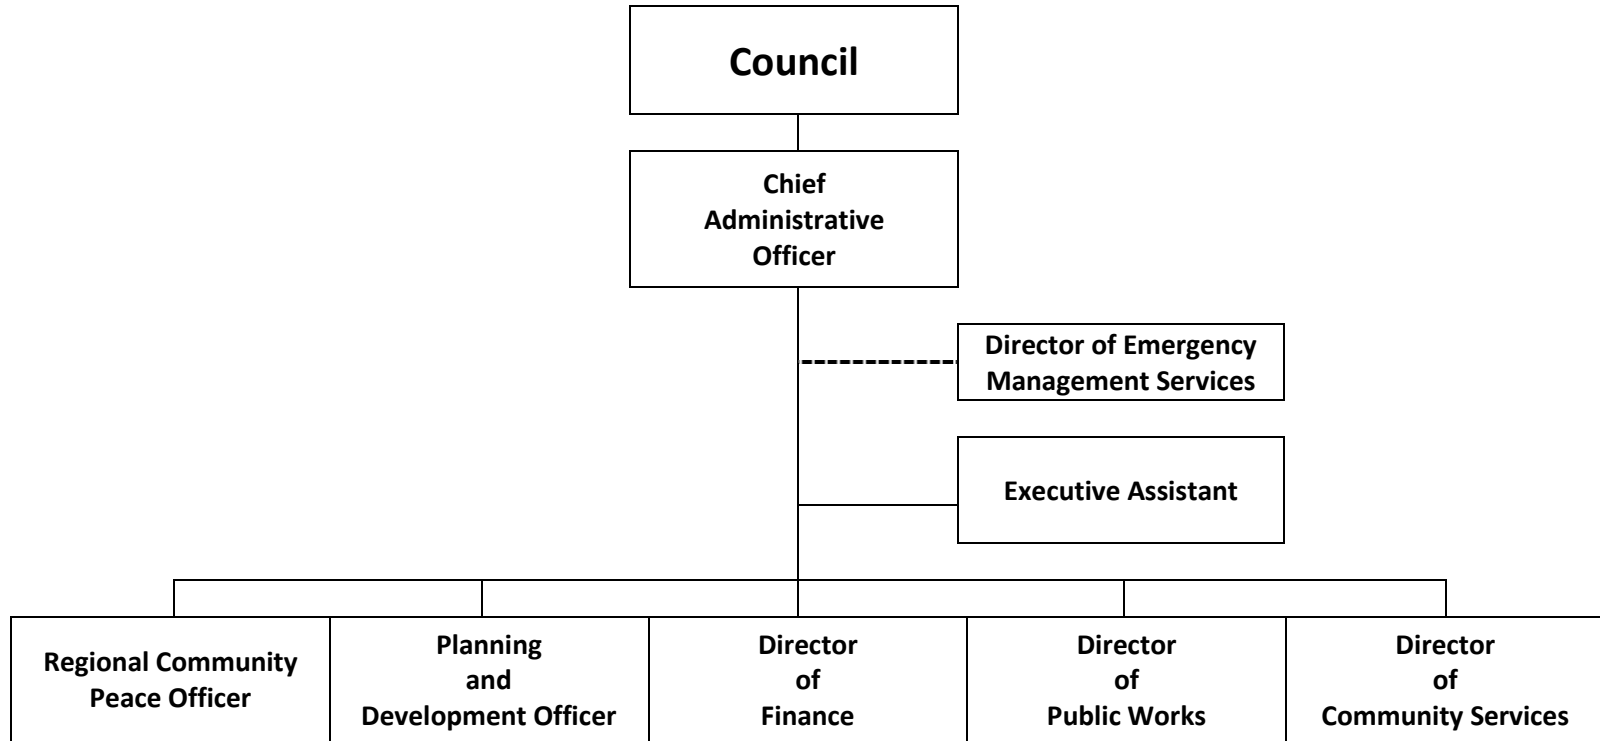 Council
Chief
Administrative
Officer
Director of Emergency
Management Services
Executive Assistant
Regional Community
Peace Officer
Planning
and
Development Officer
Director
of
Finance
Director
of
Public Works
Director
of
Community Services